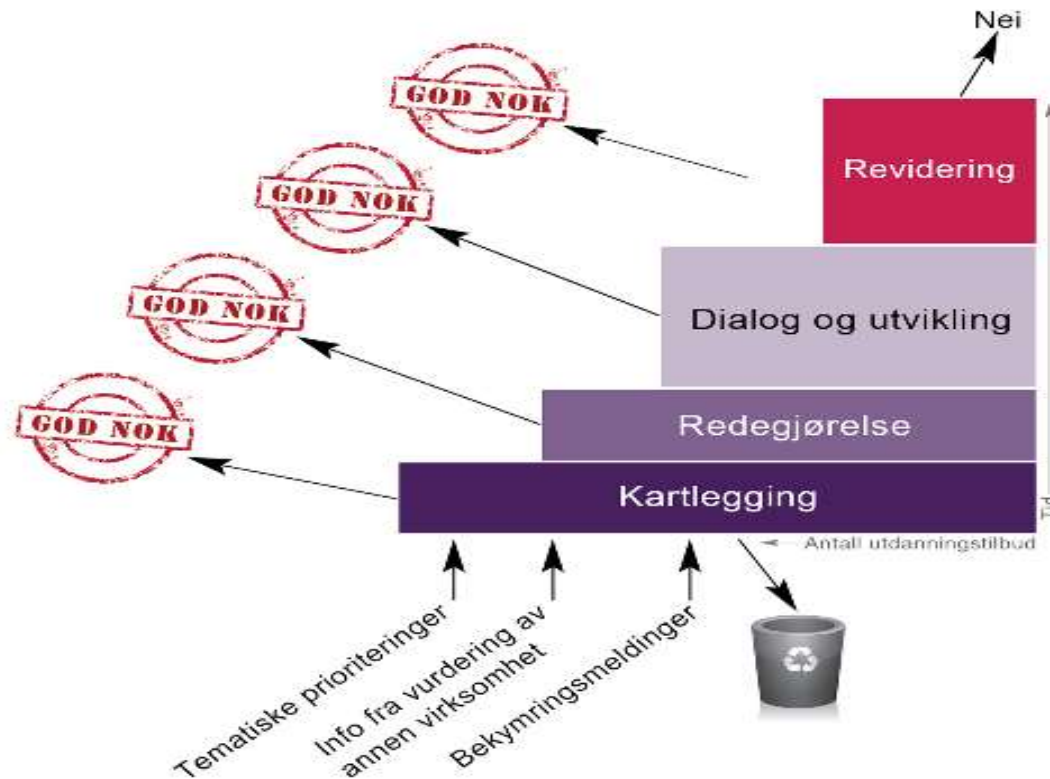 Nei
GOD NOK
Revidering
GOD NOK
Dialog og utvikling
GOD NOK
Redegjørelse
GOD NOK
Kartlegging
Tid
Antall utdanningstilbud
Tematiske prioriteringer
Info fra vurdering av
annen virksomhet
Bekymringsmeldinger